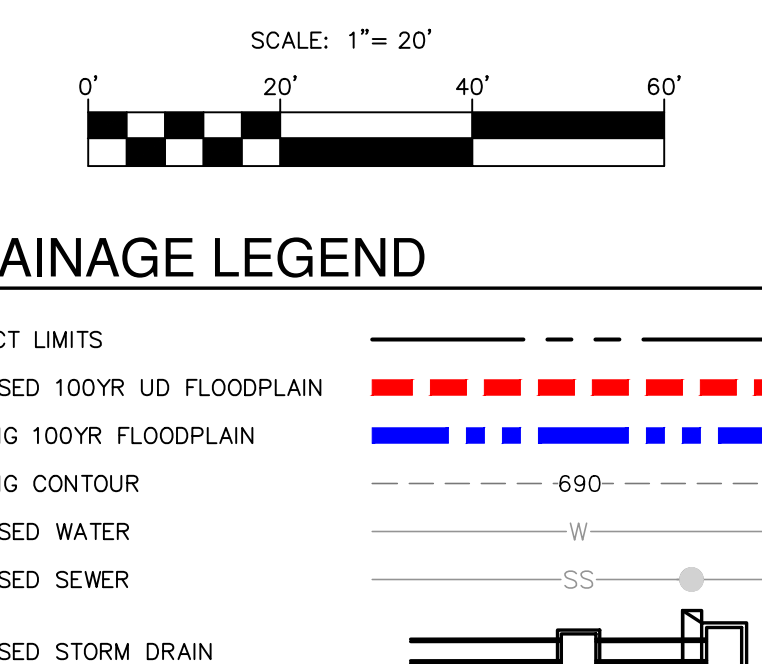 SCALE: 1"= 20'
0' 20' 40' 60'
AINAGE LEGEND
CT LIMITS
SED 100YR UD FLOODPLAIN
G 100YR FLOODPLAIN
G CONTOUR 690
SED WATER W
SED SEWER SS
SED STORM DRAIN